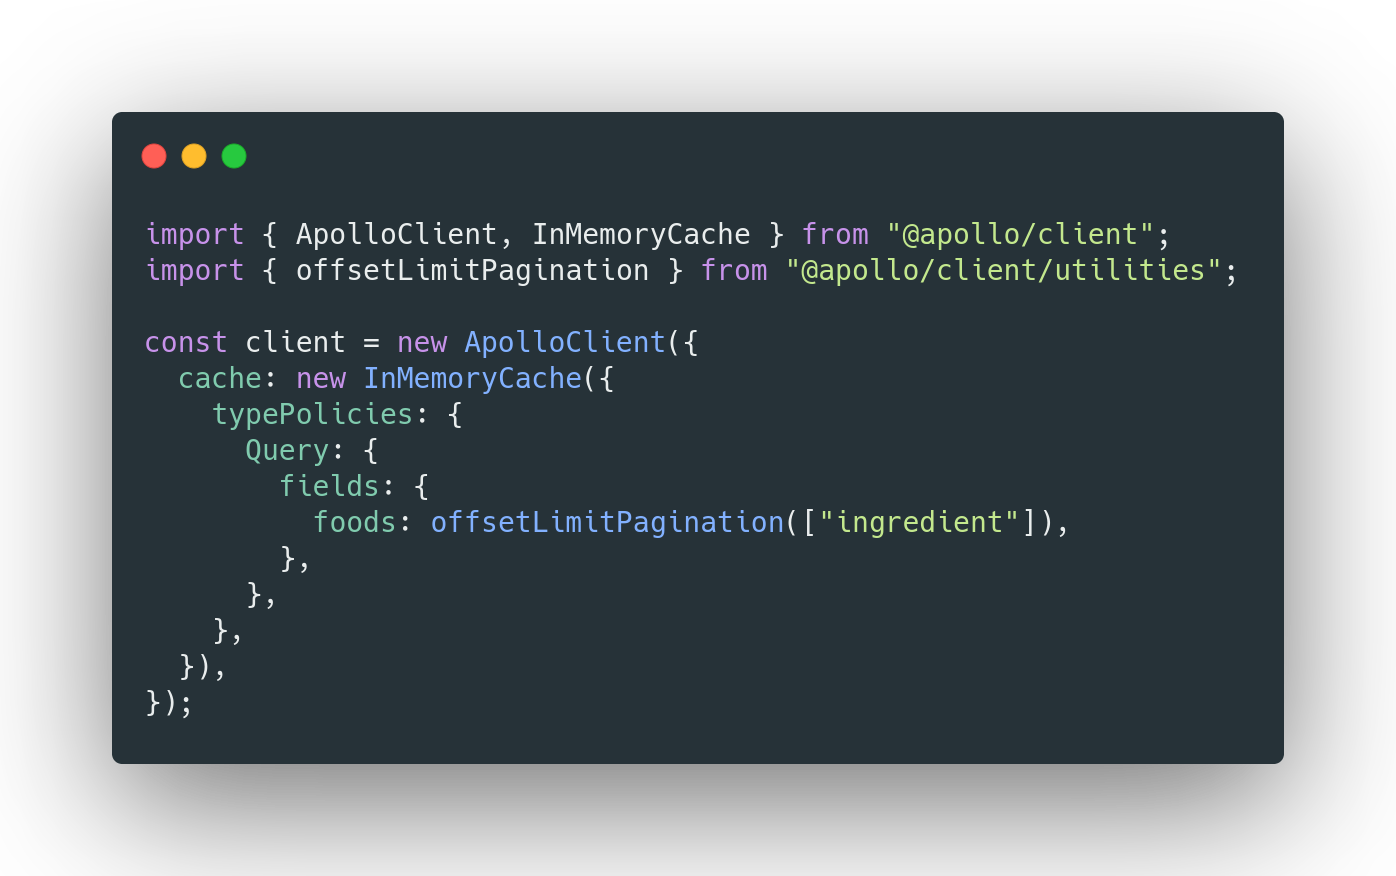 import { ApolloClient, InMemoryCache } from "@apollo/client";
import { offsetLimitPagination } from "@apollo/client/utilities";

const client = new ApolloClient({
  cache: new InMemoryCache({
    typePolicies: {
      Query: {
        fields: {
          foods: offsetLimitPagination(["ingredient"]),
        },
      },
    },
  }),
});